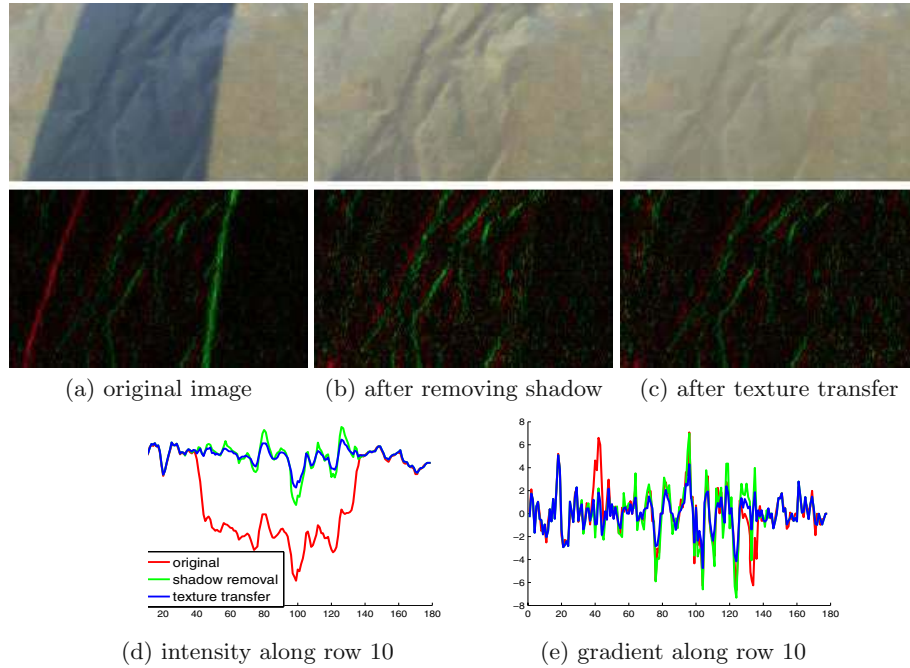 (a) original image (b) after removing shadow (c) after texture transfer
original
shadow removal
texture transfer
20 40 60 80 100 120 140 160 180
8
6
4
2
0
−2
−4
−6
−8
0 20 40 60 80 100 120 140 160 180
(d) intensity along row 10 (e) gradient along row 10